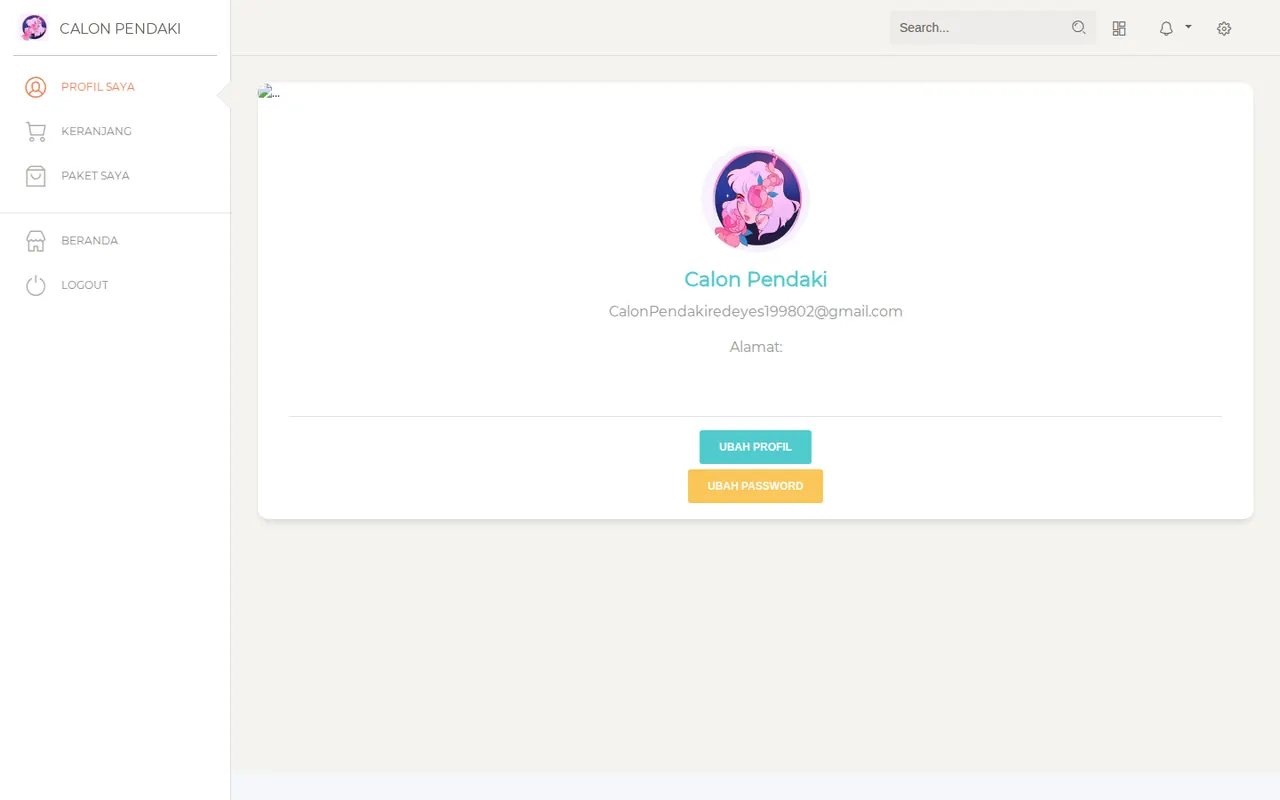 CALON PENDAKI
Search...
PROFIL SAYA
KERANJANG
PAKET SAYA
BERANDA
LOGOUT
...
Calon Pendaki
CalonPendakiredeyes199802@gmail.com
Alamat:
UBAH PROFIL
UBAH PASSWORD